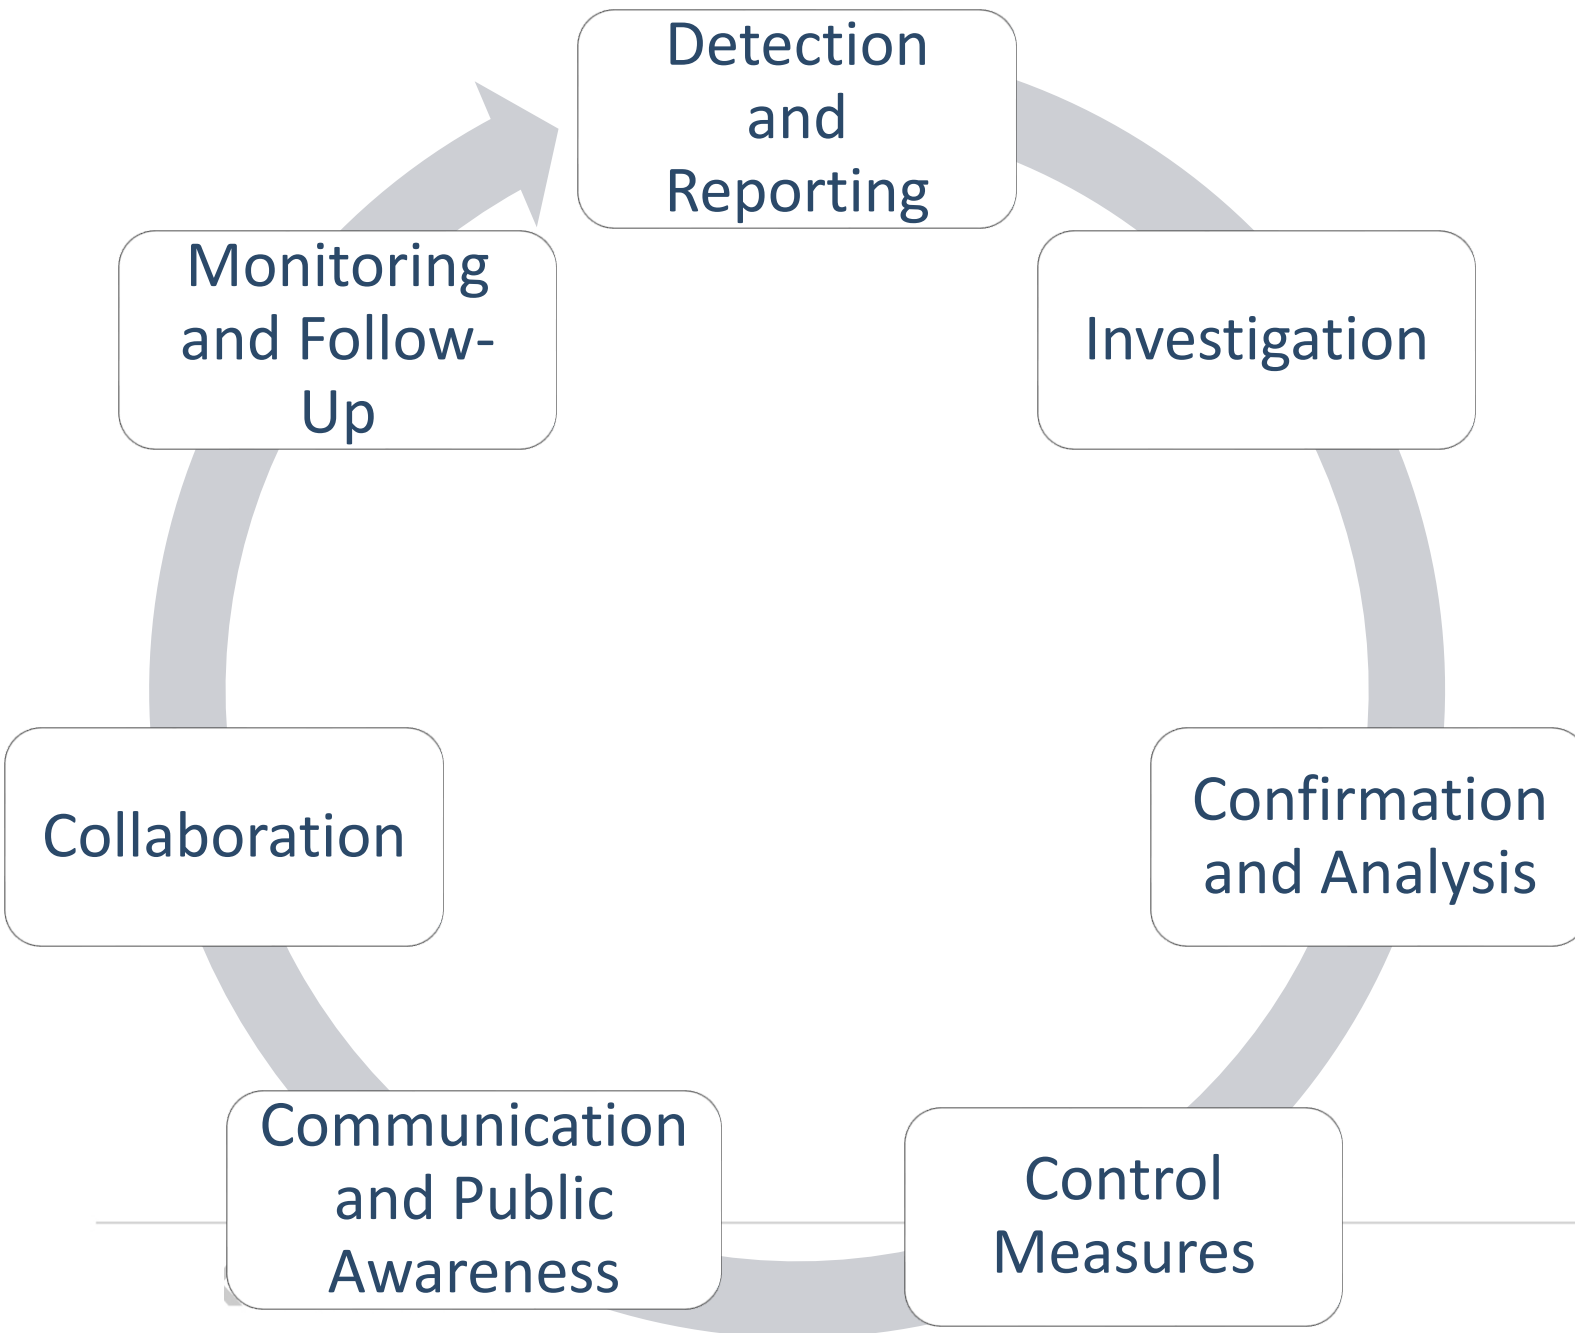 Detection
and
Reporting
Investigation
Confirmation
and Analysis
Control
Measures
Communication
and Public
Awareness
Collaboration
Monitoring
and Follow-
Up